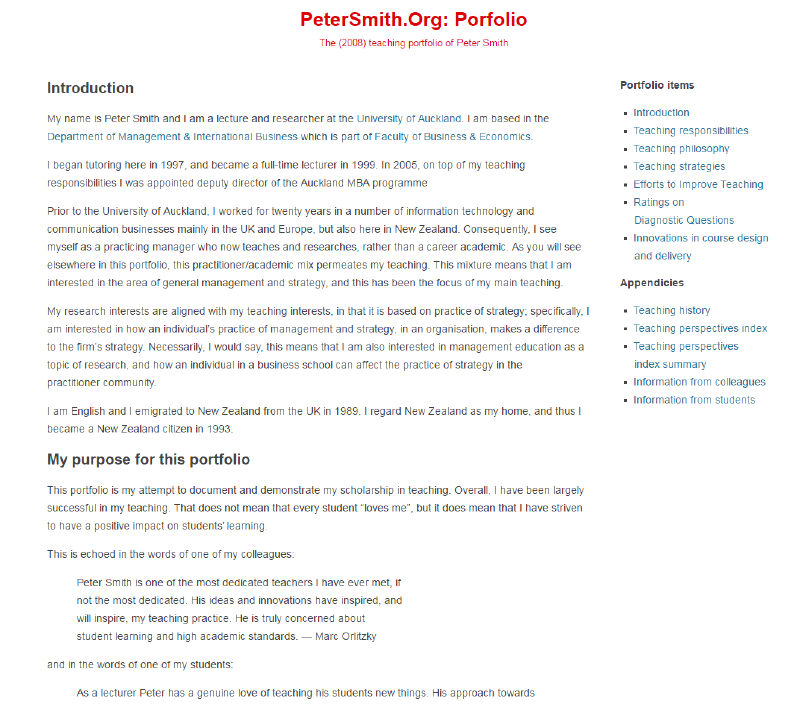 PeterSmith.Org: Porfolio
The (2008) teaching portfolio of Peter Smith
Introduction
My name is Peter Smith and I am a lecture and researcher at the University of Auckland. I am based in the
Department of Management & International Business which is part of Faculty of Business & Economics.
I began tutoring here in 1997, and became a full-time lecturer in 1999. In 2005, on top of my teaching
responsibilities I was appointed deputy director of the Auckland MBA programme
Prior to the University of Auckland, I worked for twenty years in a number of information technology and
communication businesses mainly in the UK and Europe, but also here in New Zealand. Consequently, I see
myself as a practicing manager who now teaches and researches, rather than a career academic. As you will see
elsewhere in this portfolio, this practitioner/academic mix permeates my teaching. This mixture means that I am
interested in the area of general management and strategy, and this has been the focus of my main teaching.
My research interests are aligned with my teaching interests, in that it is based on practice of strategy; specifically, I
am interested in how an individual's practice of management and strategy, in an organisation, makes a difference
to the firm's strategy. Necessarily, I would say, this means that I am also interested in management education as a
topic of research, and how an individual in a business school can affect the practice of strategy in the
practitioner community.
I am English and I emigrated to New Zealand from the UK in 1989. I regard New Zealand as my home, and thus I
became a New Zealand citizen in 1993.
My purpose for this portfolio
This portfolio is my attempt to document and demonstrate my scholarship in teaching. Overall, I have been largely
successful in my teaching. That does not mean that every student "loves me", but it does mean that I have striven
to have a positive impact on students' learning.
This is echoed in the words of one of my colleagues:
Peter Smith is one of the most dedicated teachers I have ever met, if
not the most dedicated. His ideas and innovations have inspired, and
will inspire, my teaching practice. He is truly concerned about
student learning and high academic standards. — Marc Orlitzky
and in the words of one of my students:
As a lecturer Peter has a genuine love of teaching his students new things. His approach towards
Portfolio items
Introduction
Teaching responsibilities
Teaching philosophy
Teaching strategies
Efforts to Improve Teaching
Ratings on
Diagnostic Questions
Innovations in course design
and delivery
Appendicies
Teaching history
Teaching perspectives index
Teaching perspectives
index summary
Information from colleagues
Information from students